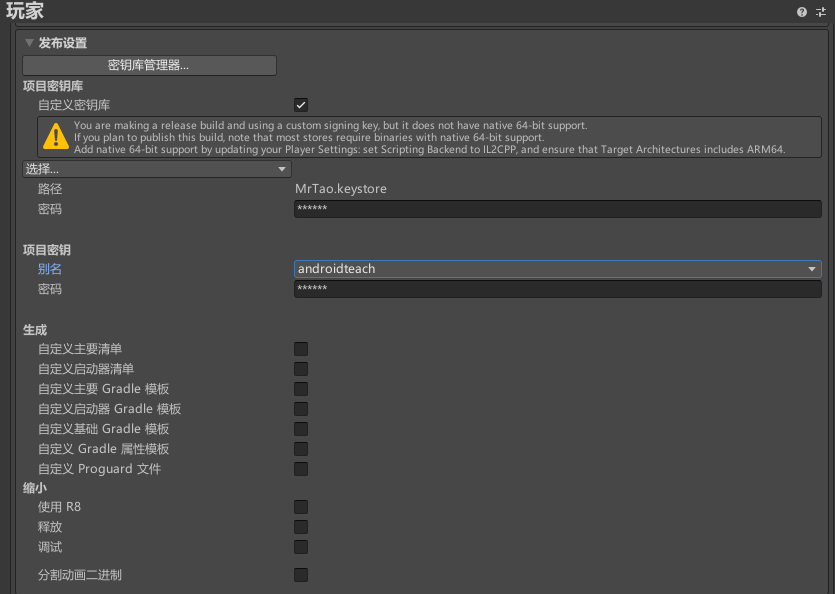 玩家
发布设置
密钥库管理器...
项目密钥库
自定义密钥库
You are making a release build and using a custom signing key, but it does not have native 64-bit support.
If you plan to publish this build, note that most stores require binaries with native 64-bit support.
Add native 64-bit support by updating your Player Settings: set Scripting Backend to IL2CPP, and ensure that Target Architectures includes ARM64.
选择...
路径 MrTao.keystore
密码 ******
项目密钥
别名 androidteach
密码 ******
生成
自定义主要清单
自定义启动器清单
自定义主要 Gradle 模板
自定义启动器 Gradle 模板
自定义基础 Gradle 模板
自定义 Gradle 属性模板
自定义 Proguard 文件
缩小
使用 R8
释放
调试
分割动画二进制